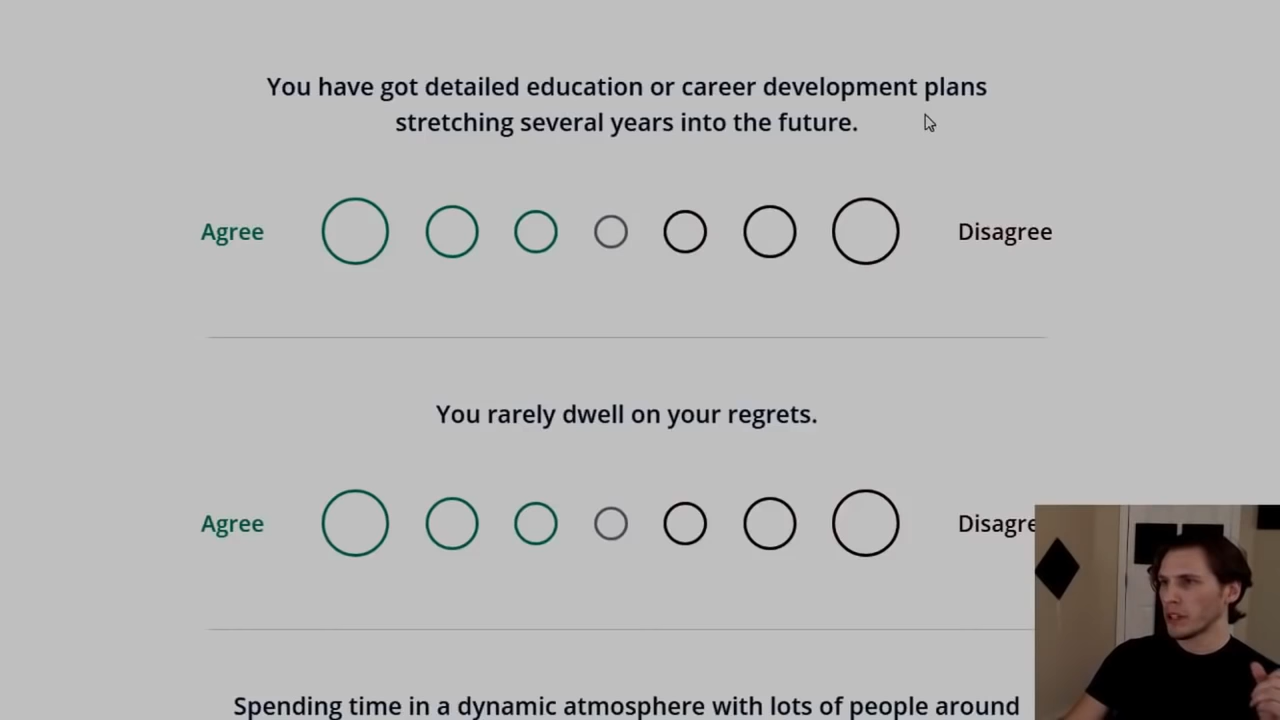 You have got detailed education or career development plans
stretching several years into the future.
Agree
Disagree
You rarely dwell on your regrets.
Agree
Disagre
Spending time in a dynamic atmosphere with lots of people around